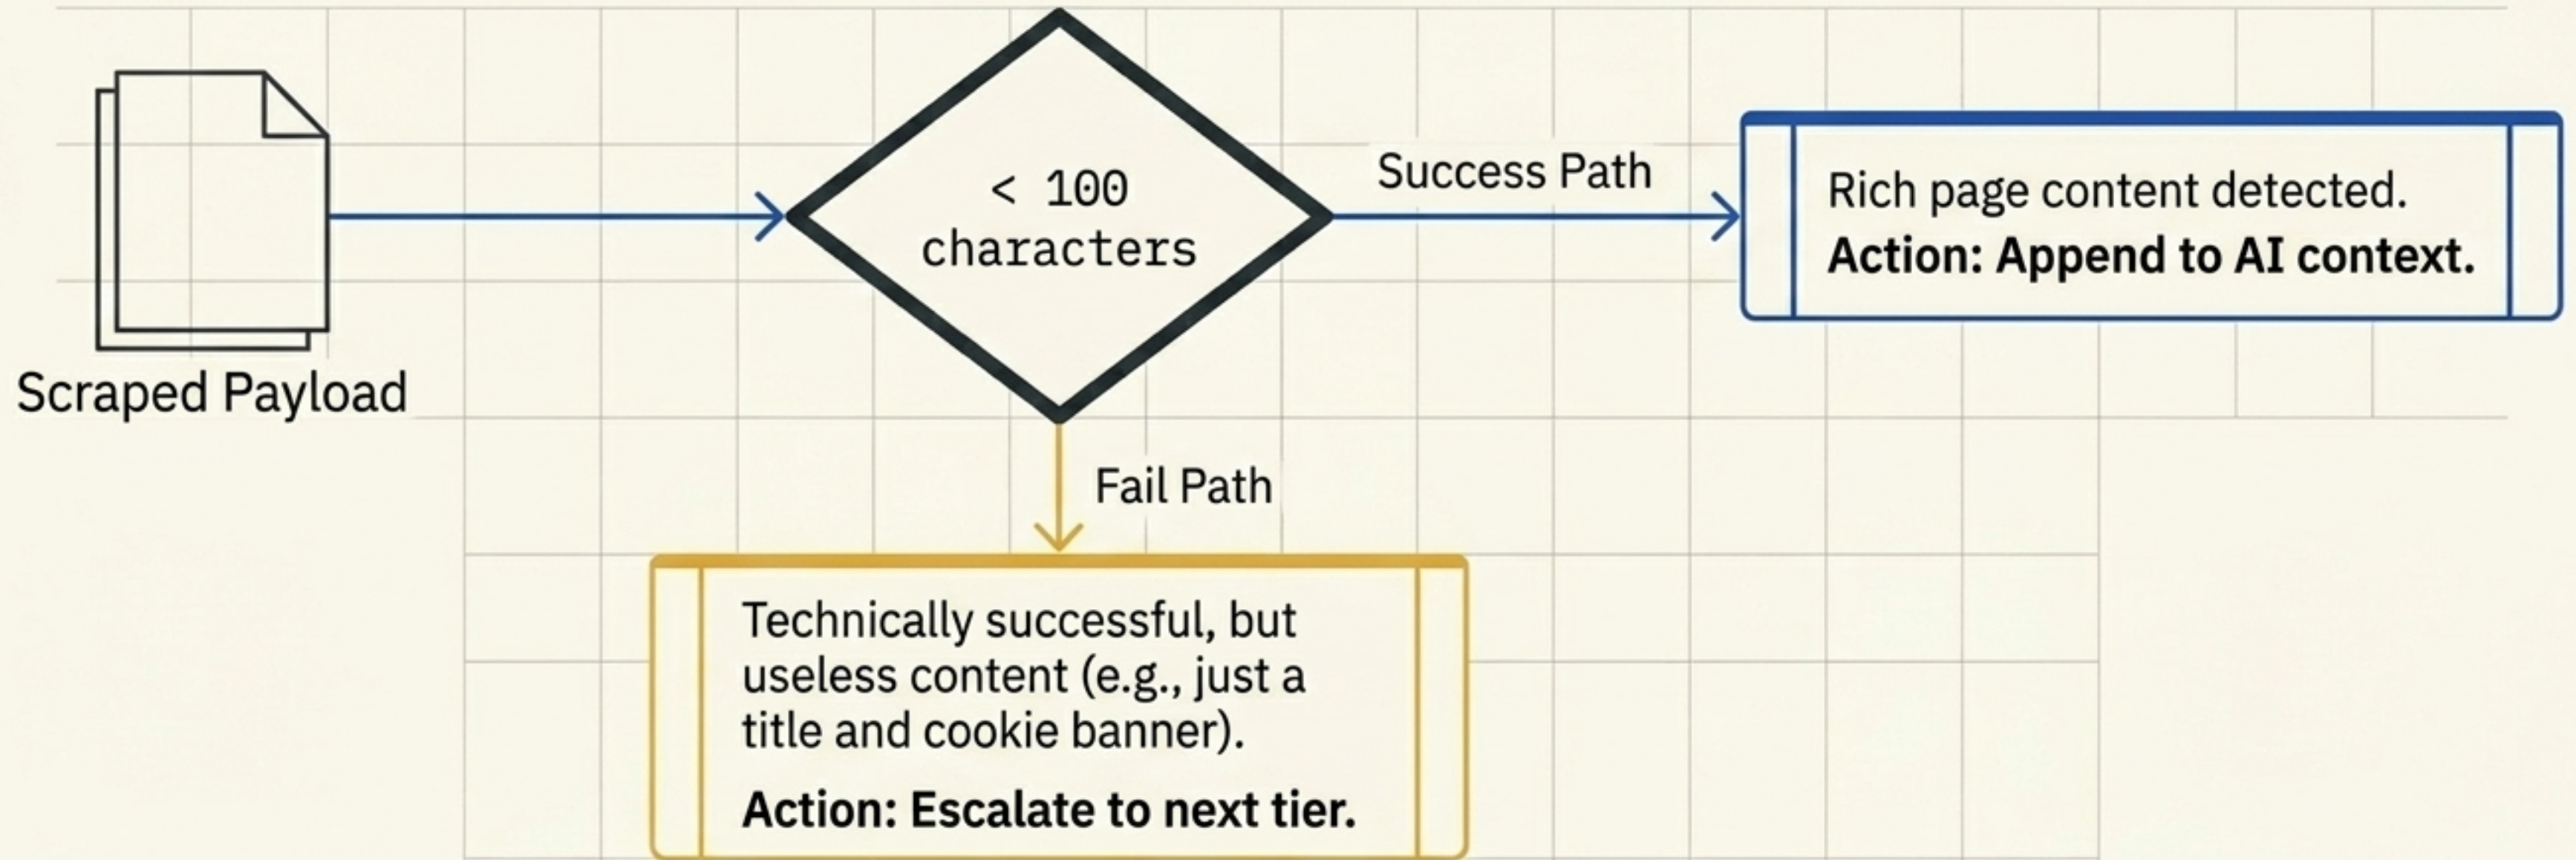 Scraped Payload
< 100
characters
Success Path
Rich page content detected.
Action: Append to AI context.
Fail Path
Technically successful, but
useless content (e.g., just a
title and cookie banner).
Action: Escalate to next tier.